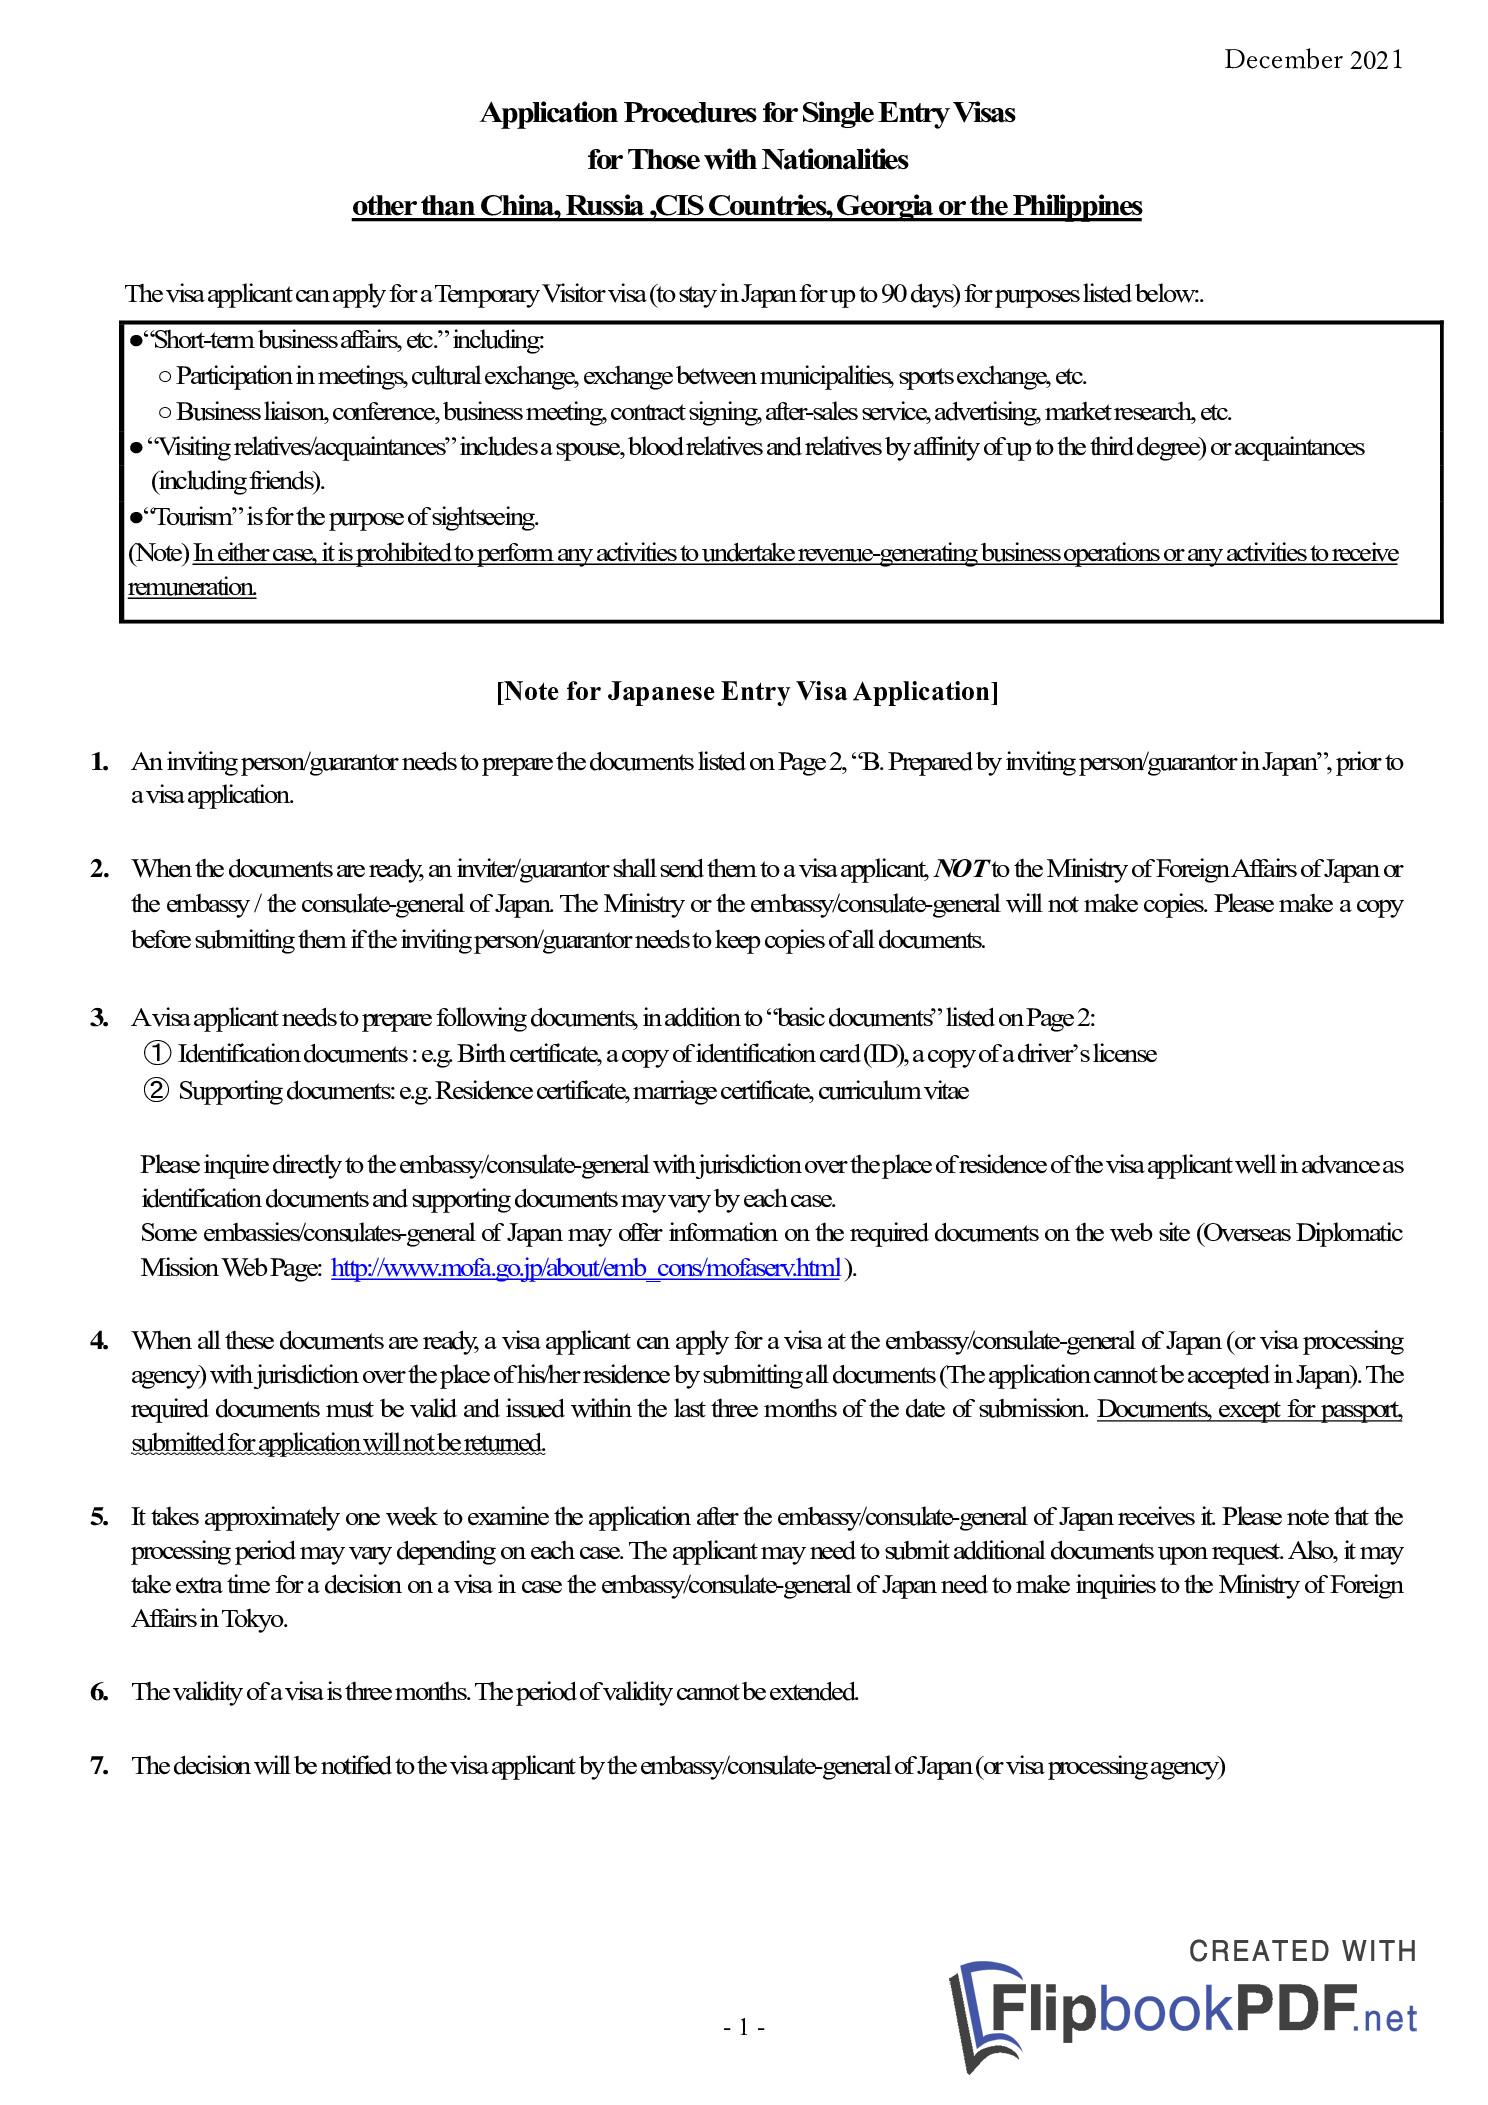 December 2021
Application Procedures for Single Entry Visas
for Those with Nationalities
other than China, Russia ,CIS Countries, Georgia or the Philippines
The visa applicant can apply for a Temporary Visitor visa (to stay in Japan for up to 90 days) for purposes listed below:.
●“Short-term business affairs, etc.” including:
○ Participation in meetings, cultural exchange, exchange between municipalities, sports exchange, etc.
○ Business liaison, conference, business meeting, contract signing, after-sales service, advertising, market research, etc.
● “Visiting relatives/acquaintances” includes a spouse, blood relatives and relatives by affinity of up to the third degree) or acquaintances
(including friends).
●“Tourism” is for the purpose of sightseeing.
(Note) In either case, it is prohibited to perform any activities to undertake revenue-generating business operations or any activities to receive
remuneration.
[Note for Japanese Entry Visa Application]
1. An inviting person/guarantor needs to prepare the documents listed on Page 2, “B. Prepared by inviting person/guarantor in Japan”, prior to
a visa application.
2. When the documents are ready, an inviter/guarantor shall send them to a visa applicant, NOT to the Ministry of Foreign Affairs of Japan or
the embassy / the consulate-general of Japan. The Ministry or the embassy/consulate-general will not make copies. Please make a copy
before submitting them if the inviting person/guarantor needs to keep copies of all documents.
3. A visa applicant needs to prepare following documents, in addition to “basic documents” listed on Page 2:
① Identification documents : e.g. Birth certificate, a copy of identification card (ID), a copy of a driver’s license
② Supporting documents: e.g. Residence certificate, marriage certificate, curriculum vitae
Please inquire directly to the embassy/consulate-general with jurisdiction over the place of residence of the visa applicant well in advance as
identification documents and supporting documents may vary by each case.
Some embassies/consulates-general of Japan may offer information on the required documents on the web site (Overseas Diplomatic
Mission Web Page: http://www.mofa.go.jp/about/emb_cons/mofaserv.html ).
4. When all these documents are ready, a visa applicant can apply for a visa at the embassy/consulate-general of Japan (or visa processing
agency) with jurisdiction over the place of his/her residence by submitting all documents (The application cannot be accepted in Japan). The
required documents must be valid and issued within the last three months of the date of submission. Documents, except for passport,
submitted for application will not be returned.
5. It takes approximately one week to examine the application after the embassy/consulate-general of Japan receives it. Please note that the
processing period may vary depending on each case. The applicant may need to submit additional documents upon request. Also, it may
take extra time for a decision on a visa in case the embassy/consulate-general of Japan need to make inquiries to the Ministry of Foreign
Affairs in Tokyo.
6. The validity of a visa is three months. The period of validity cannot be extended.
7. The decision will be notified to the visa applicant by the embassy/consulate-general of Japan (or visa processing agency)
CREATED WITH
FlipbookPDF.net
- 1 -